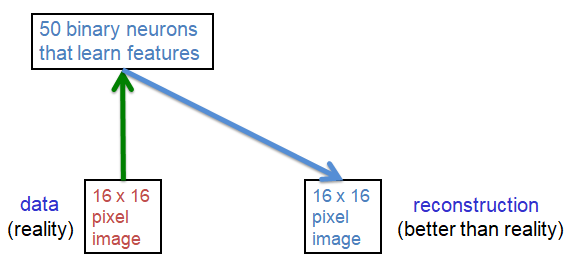 50 binary neurons
that learn features
data
(reality)
16 x 16
pixel
image
16 x 16
pixel
image
reconstruction
(better than reality)